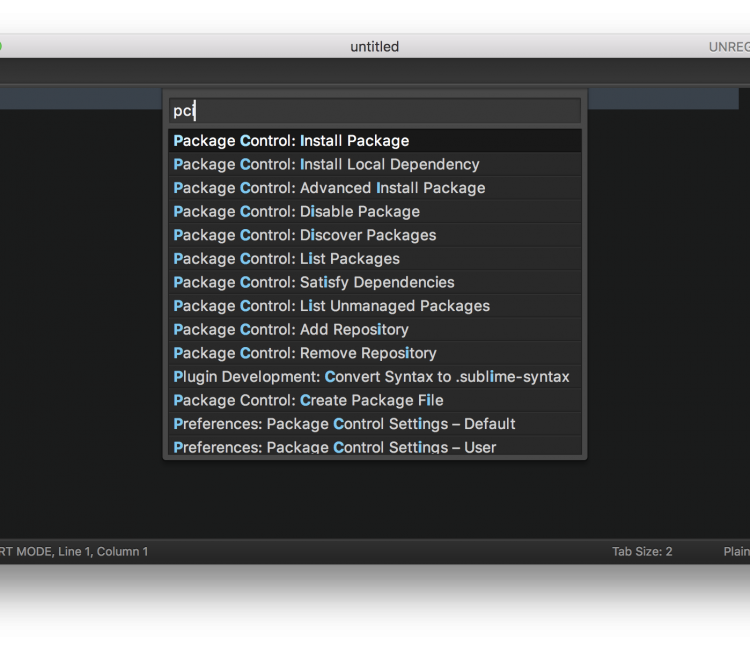 untitled
UNREG
pci
Package Control: Install Package
Package Control: Install Local Dependency
Package Control: Advanced Install Package
Package Control: Disable Package
Package Control: Discover Packages
Package Control: List Packages
Package Control: Satisfy Dependencies
Package Control: List Unmanaged Packages
Package Control: Add Repository
Package Control: Remove Repository
Plugin Development: Convert Syntax to .sublime-syntax
Package Control: Create Package File
Preferences: Package Control Settings – Default
Preferences: Package Control Settings – User
RT MODE, Line 1, Column 1
Tab Size: 2
Plain